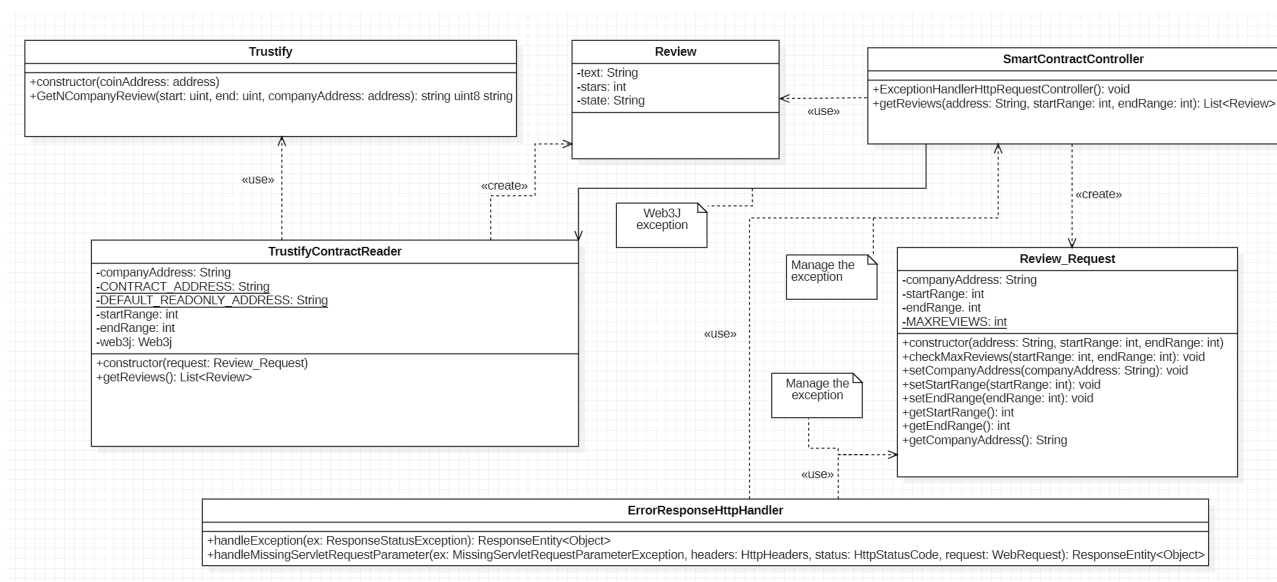 Trustify
+constructor(coinAddress: address)
+GetNCompanyReview(start: uint, end: uint, companyAddress: address): string uint8 string
Review
-text: String
-stars: int
-state: String
SmartContractController
+ExceptionHandlerHttpRequestController(): void
+getReviews(address: String, startRange: int, endRange: int): List<Review>
«use»
«use»
«create»
«create»
Web3J
exception
Manage the
exception
TrustifyContractReader
-companyAddress: String
-CONTRACT_ADDRESS: String
-DEFAULT_READONLY_ADDRESS: String
-startRange: int
-endRange: int
-web3j: Web3j
+constructor(request: Review_Request)
+getReviews(): List<Review>
Review_Request
-companyAddress: String
-startRange: int
-endRange. int
-MAXREVIEWS: int
+constructor(address: String, startRange: int, endRange: int)
+checkMaxReviews(startRange: int, endRange: int): void
+setCompanyAddress(companyAddress: String): void
+setStartRange(startRange: int): void
+setEndRange(endRange: int): void
+getStartRange(): int
+getEndRange(): int
+getCompanyAddress(): String
«use»
Manage the
exception
«use»
ErrorResponseHttpHandler
+handleException(ex: ResponseStatusException): ResponseEntity<Object>
+handleMissingServletRequestParameter(ex: MissingServletRequestParameterException, headers: HttpHeaders, status: HttpStatusCode, request: WebRequest): ResponseEntity<Object>